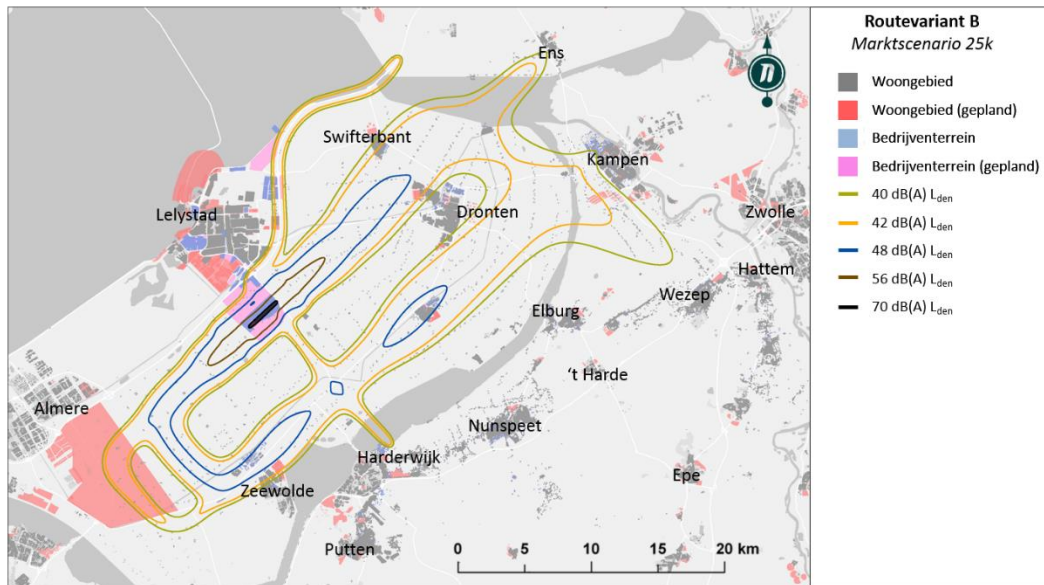 Routevariant B
Marktscenario 25k
Woongebied
Woongebied (gepland)
Bedrijventerrein
Bedrijventerrein (gepland)
40 dB(A) Lden
42 dB(A) Lden
48 dB(A) Lden
56 dB(A) Lden
70 dB(A) Lden
Ens
Swifterbant
Kampen
Lelystad
Dronten
Zwolle
Hattem
Wezep
Elburg
't Harde
Almere
Nunspeet
Harderwijk
Zeewolde
Epe
Putten
0 5 10 15 20 km